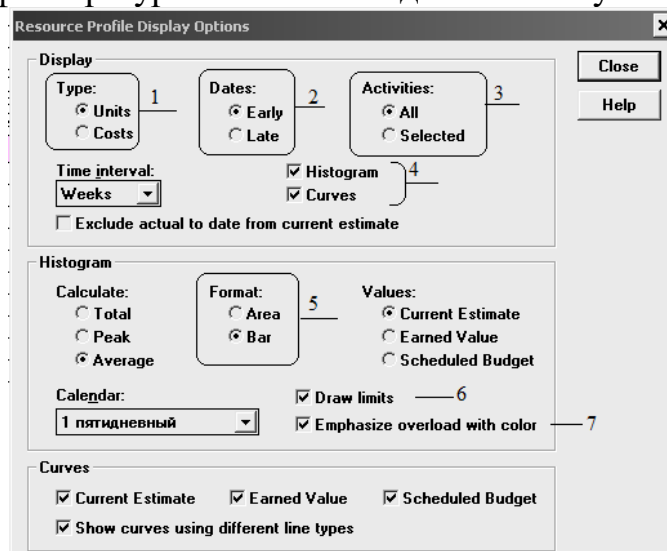 Resource Profile Display Options
Display
Close
Type: 1 Dates: 2 Activities: 3
Units Early All
Help
Costs Late Selected
Time interval: Histogram 4
Weeks Curves
Exclude actual to date from current estimate
Histogram
Calculate: Format: 5 Values:
Total Area Current Estimate
Peak Bar Earned Value
Average Scheduled Budget
Calendar: Draw limits 6
1 пятидневный Emphasize overload with color 7
Curves
Current Estimate Earned Value Scheduled Budget
Show curves using different line types